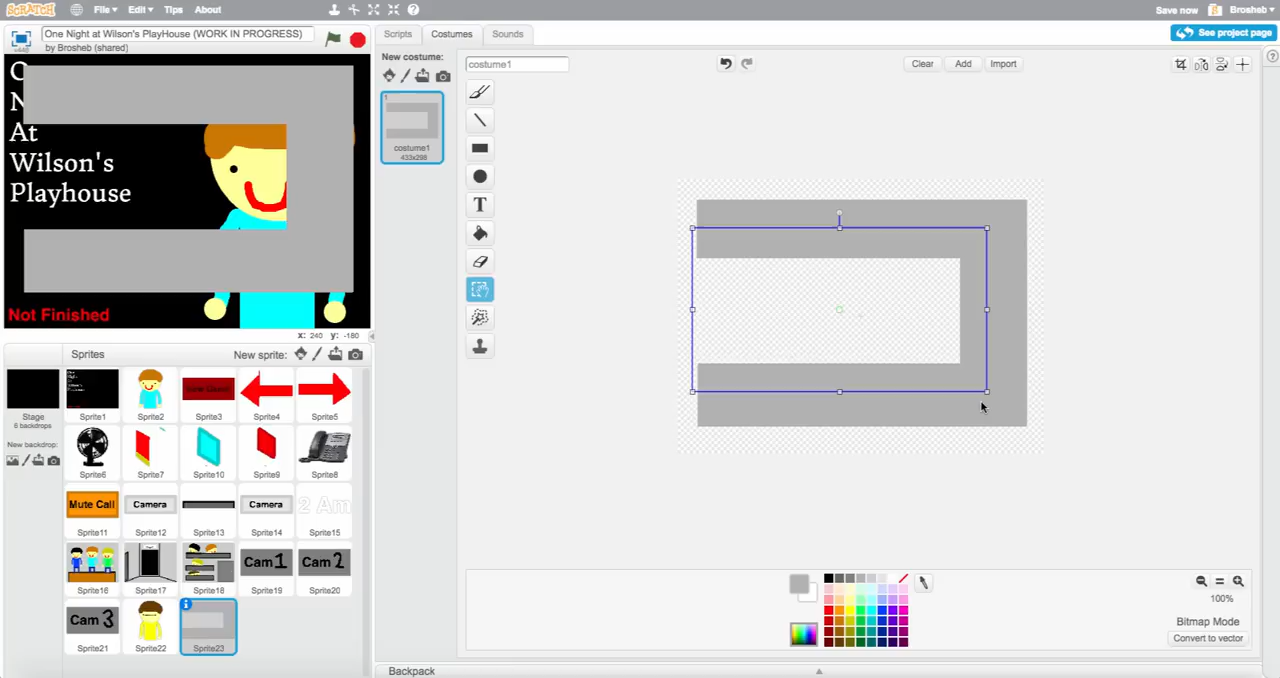 SCRATCH File Edit Tips About Save now Brosheb
One Night at Wilson's PlayHouse (WORK IN PROGRESS)
by Brosheb (shared)
Scripts Costumes Sounds
See project page
New costume:
costume1
Clear Add Import
1
costume1
433x298
O
N
At
Wilson's
Playhouse
Not Finished
x: 240 y: -180
T
Sprites New sprite:
Stage
6 backdrops
New backdrop:
Sprite1 Sprite2 Sprite3 Sprite4 Sprite5
Sprite6 Sprite7 Sprite10 Sprite9 Sprite8
Mute Call Camera Camera 2 Am
Sprite11 Sprite12 Sprite13 Sprite14 Sprite15
Cam 1 Cam 2
Sprite16 Sprite17 Sprite18 Sprite19 Sprite20
Cam 3
Sprite21 Sprite22 Sprite23
100%
Bitmap Mode
Convert to vector
Backpack